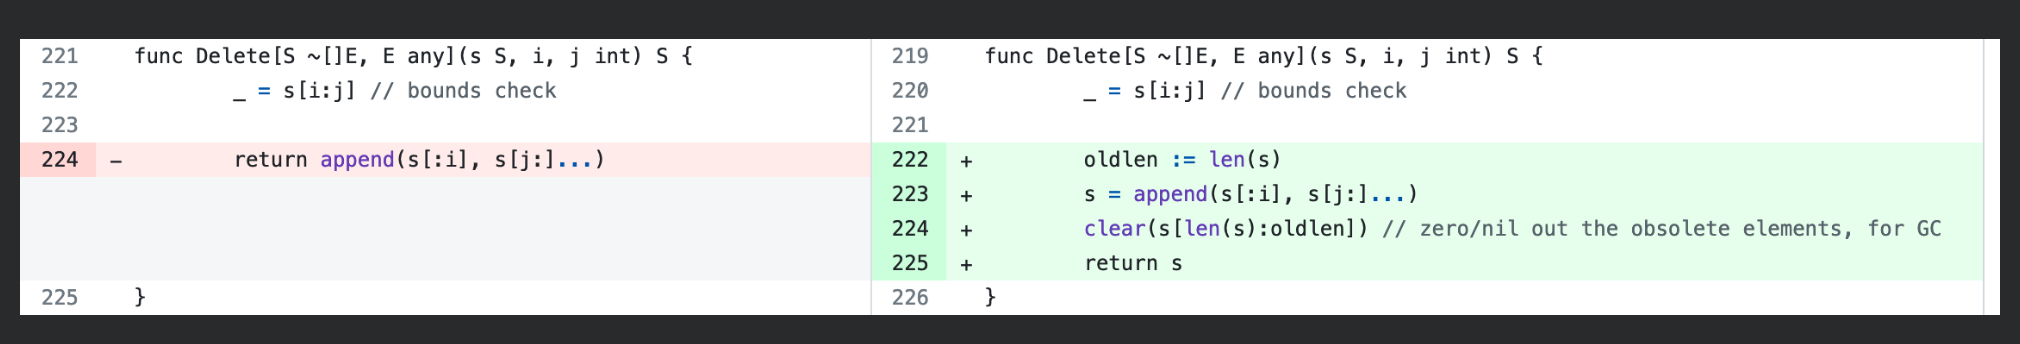 221 func Delete[S ~[]E, E any](s S, i, j int) S {
222 _ = s[i:j] // bounds check
223
224 - return append(s[:i], s[j:]...)
225 }
219 func Delete[S ~[]E, E any](s S, i, j int) S {
220 _ = s[i:j] // bounds check
221
222 + oldlen := len(s)
223 + s = append(s[:i], s[j:]...)
224 + clear(s[len(s):oldlen]) // zero/nil out the obsolete elements, for GC
225 + return s
226 }